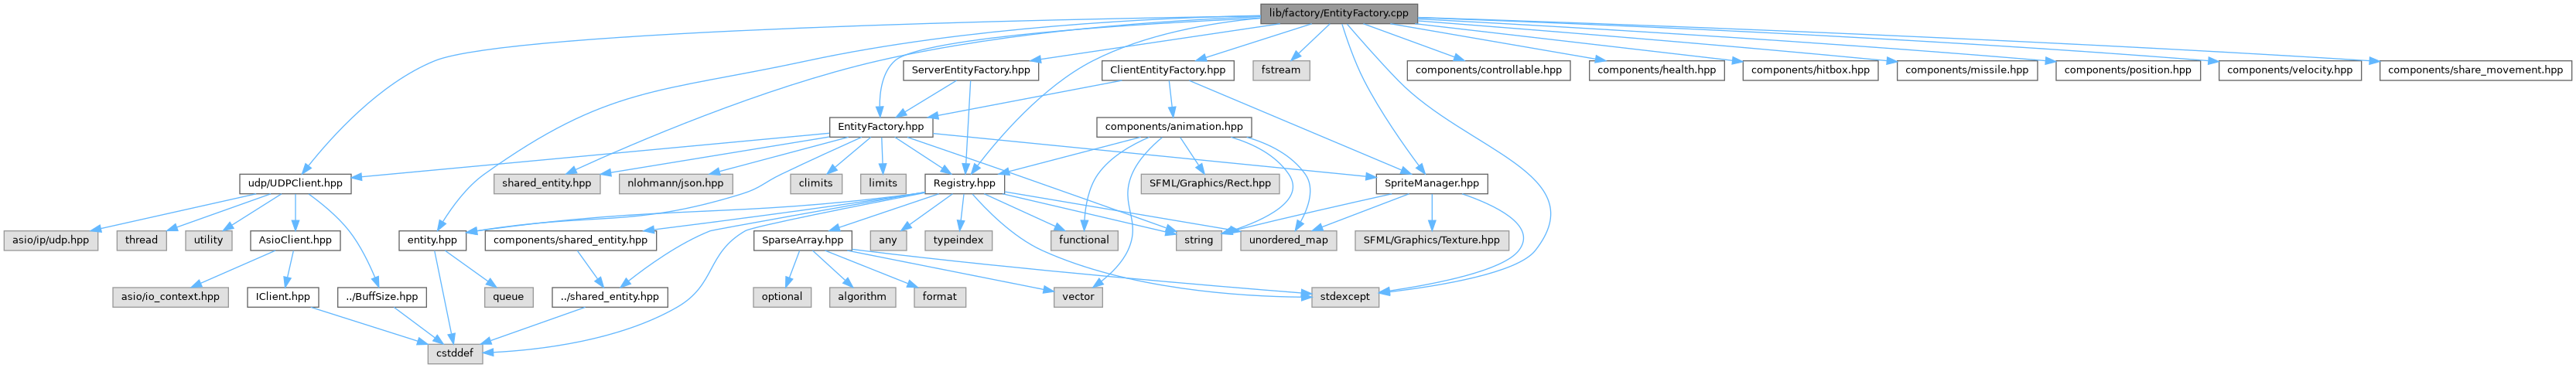 lib/factory/EntityFactory.cpp
ServerEntityFactory.hpp
ClientEntityFactory.hpp
fstream
components/controllable.hpp
components/health.hpp
components/hitbox.hpp
components/missile.hpp
components/position.hpp
components/velocity.hpp
components/share_movement.hpp
EntityFactory.hpp
components/animation.hpp
udp/UDPClient.hpp
shared_entity.hpp
nlohmann/json.hpp
climits
limits
Registry.hpp
SFML/Graphics/Rect.hpp
SpriteManager.hpp
asio/ip/udp.hpp
thread
utility
AsioClient.hpp
entity.hpp
components/shared_entity.hpp
SparseArray.hpp
any
typeindex
functional
string
unordered_map
SFML/Graphics/Texture.hpp
asio/io_context.hpp
IClient.hpp
../BuffSize.hpp
queue
../shared_entity.hpp
optional
algorithm
format
vector
stdexcept
cstddef